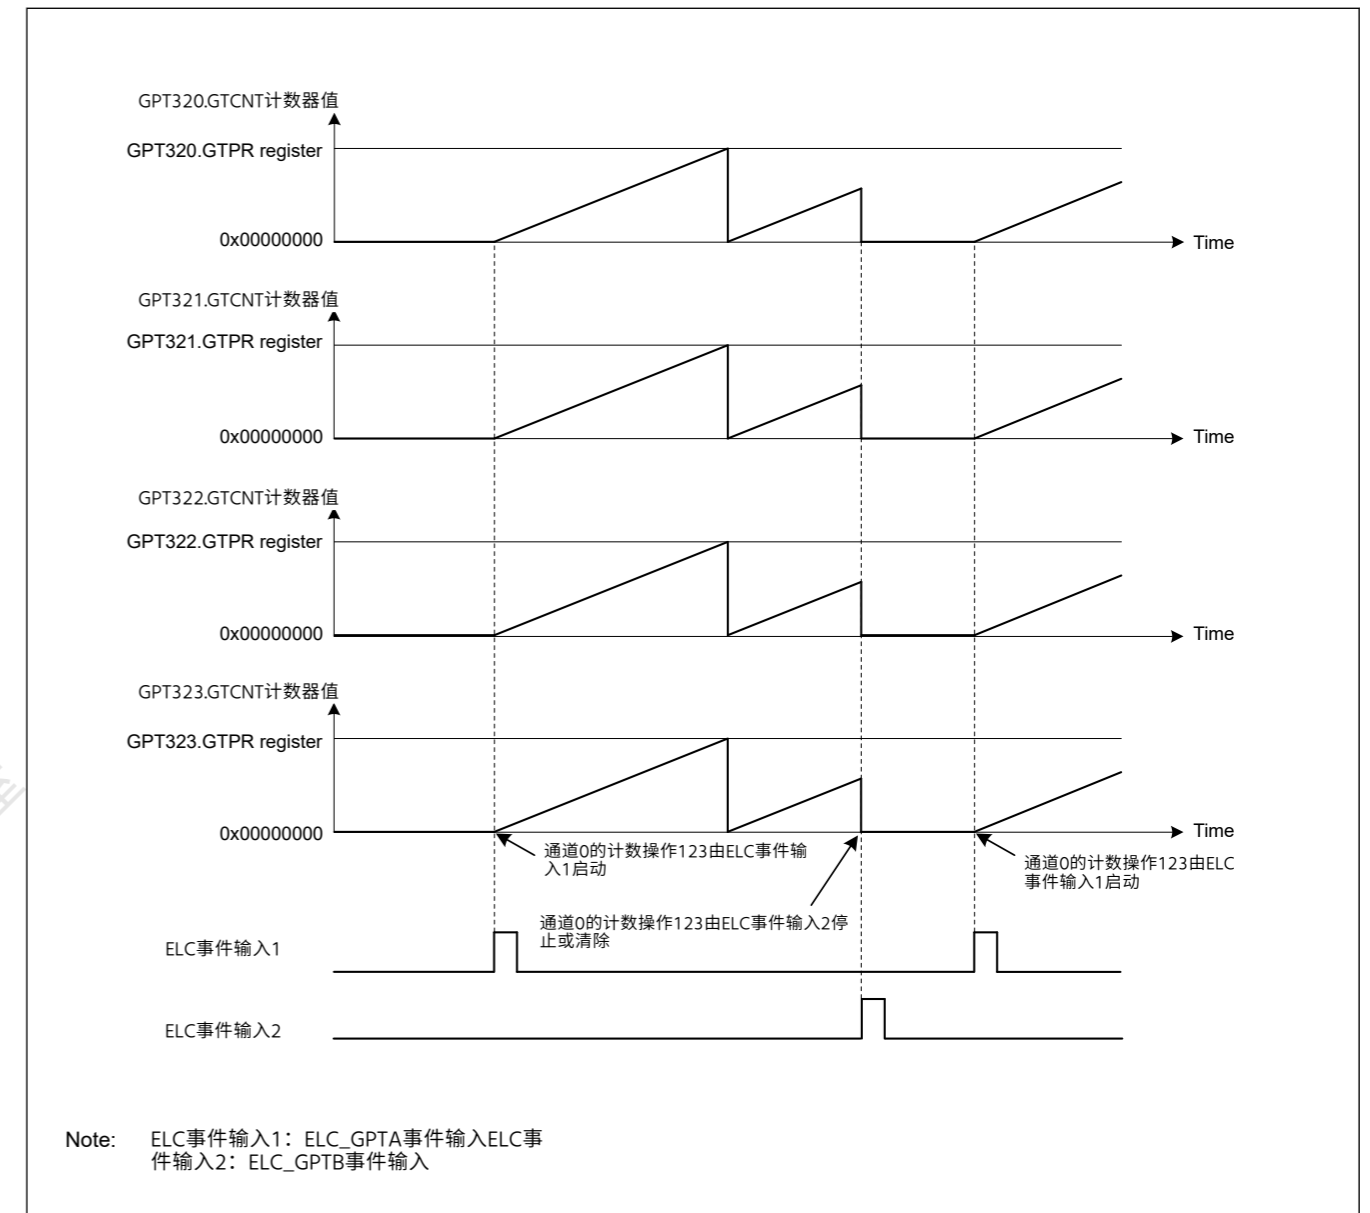 GPT320.GTCNT计数器值
GPT320.GTPR register
0x00000000
Time
GPT321.GTCNT计数器值
GPT321.GTPR register
0x00000000
Time
GPT322.GTCNT计数器值
GPT322.GTPR register
0x00000000
Time
GPT323.GTCNT计数器值
GPT323.GTPR register
0x00000000
Time
通道0的计数操作123由ELC事件输
入1启动
通道0的计数操作123由ELC
事件输入1启动
通道0的计数操作123由ELC事件输入2停
止或清除
ELC事件输入1
ELC事件输入2
Note: ELC事件输入1：ELC_GPTA事件输入ELC事
件输入2：ELC_GPTB事件输入